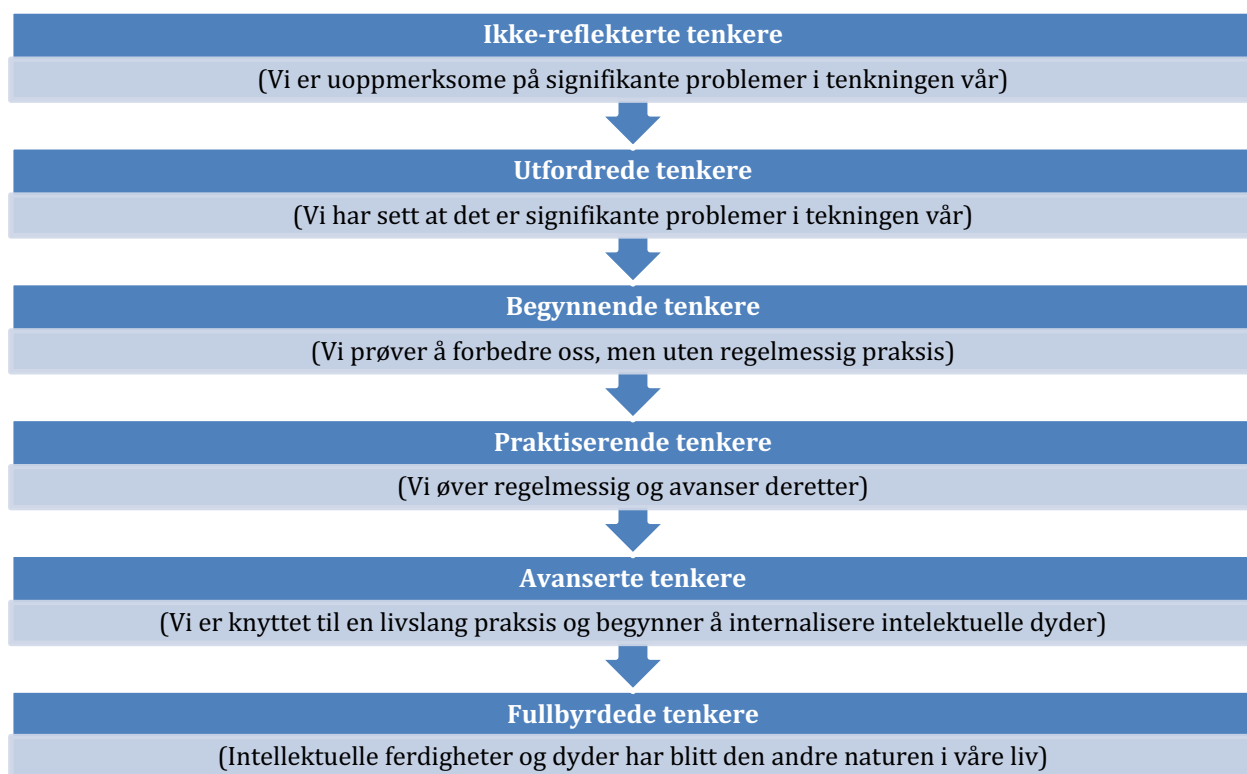 Ikke-reflekterte tenkere
(Vi er uoppmerksome på signifikante problemer i tenkningen vår)
Utfordrede tenkere
(Vi har sett at det er signifikante problemer i tekningen vår)
Begynnende tenkere
(Vi prøver å forbedre oss, men uten regelmessig praksis)
Praktiserende tenkere
(Vi øver regelmessig og avanser deretter)
Avanserte tenkere
(Vi er knyttet til en livslang praksis og begynner å internalisere intelektuelle dyder)
Fullbyrdede tenkere
(Intellektuelle ferdigheter og dyder har blitt den andre naturen i våre liv)